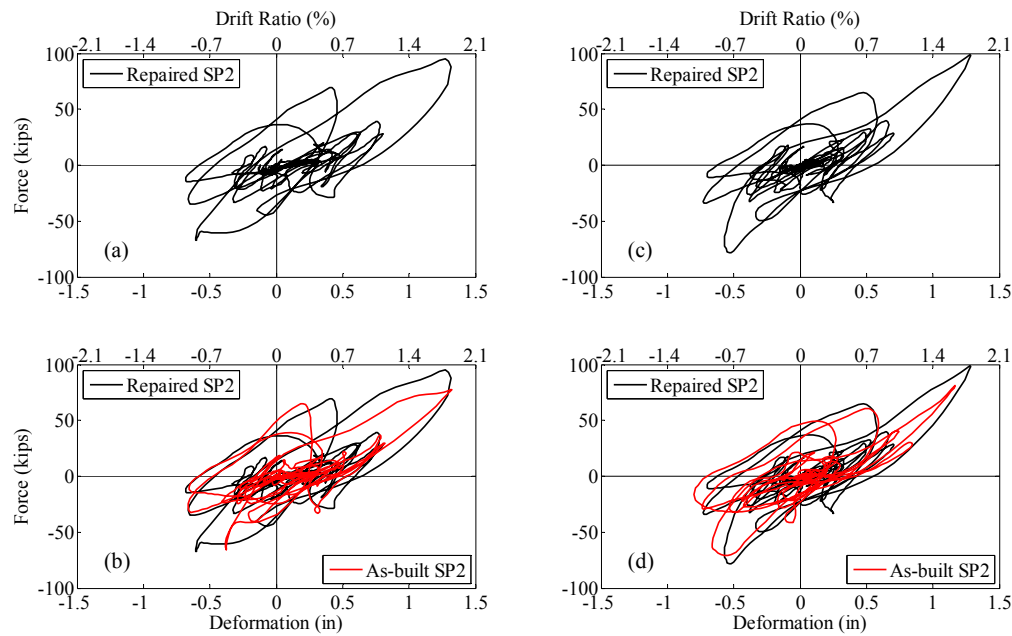 Drift Ratio (%)
-2.1 -1.4 -0.7 0 0.7 1.4 2.1
100
50
0
-50
-100
Force (kips)
Repaired SP2
(a)
-1.5 -1 -0.5 0 0.5 1 1.5
Drift Ratio (%)
-2.1 -1.4 -0.7 0 0.7 1.4 2.1
100
50
0
-50
-100
Repaired SP2
(c)
-1.5 -1 -0.5 0 0.5 1 1.5
-2.1 -1.4 -0.7 0 0.7 1.4 2.1
100
50
0
-50
-100
Force (kips)
Repaired SP2
(b)
As-built SP2
-1.5 -1 -0.5 0 0.5 1 1.5
Deformation (in)
-2.1 -1.4 -0.7 0 0.7 1.4 2.1
100
50
0
-50
-100
Repaired SP2
(d)
As-built SP2
-1.5 -1 -0.5 0 0.5 1 1.5
Deformation (in)